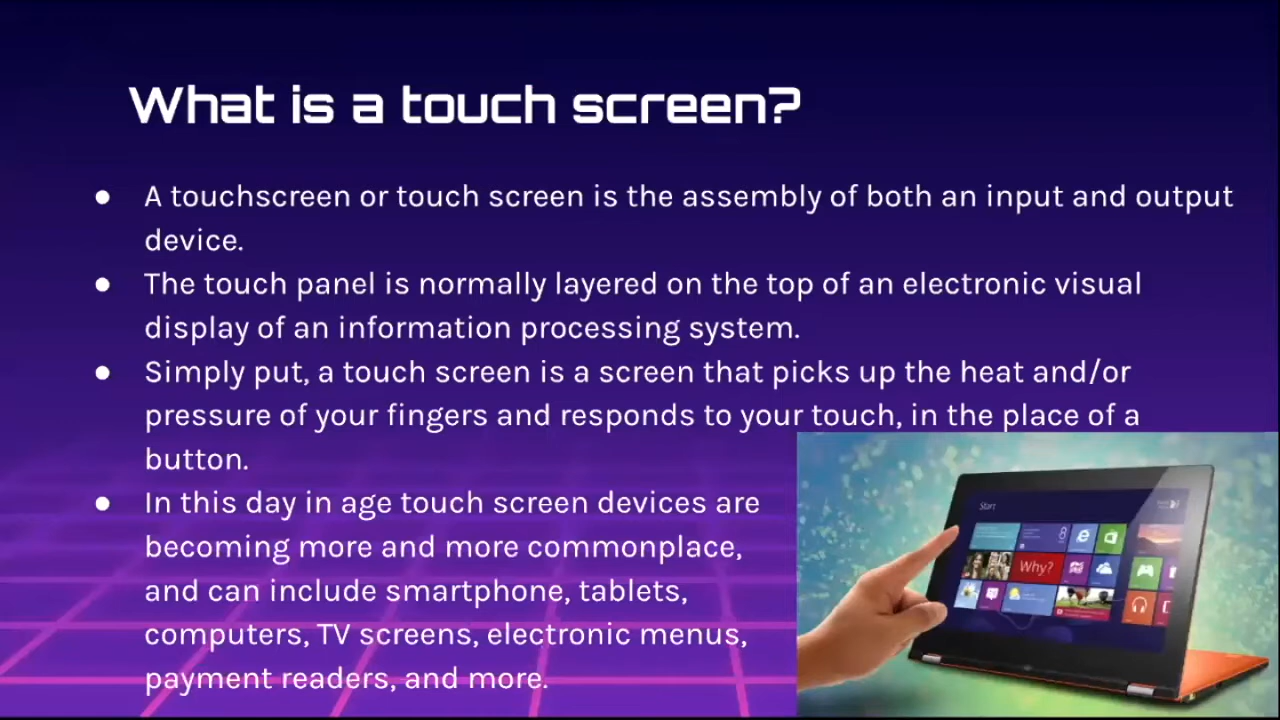 What is a touch screen?
● A touchscreen or touch screen is the assembly of both an input and output
device.
● The touch panel is normally layered on the top of an electronic visual
display of an information processing system.
● Simply put, a touch screen is a screen that picks up the heat and/or
pressure of your fingers and responds to your touch, in the place of a
button.
● In this day in age touch screen devices are
becoming more and more commonplace,
and can include smartphone, tablets,
computers, TV screens, electronic menus,
payment readers, and more.
Start
8
Why?